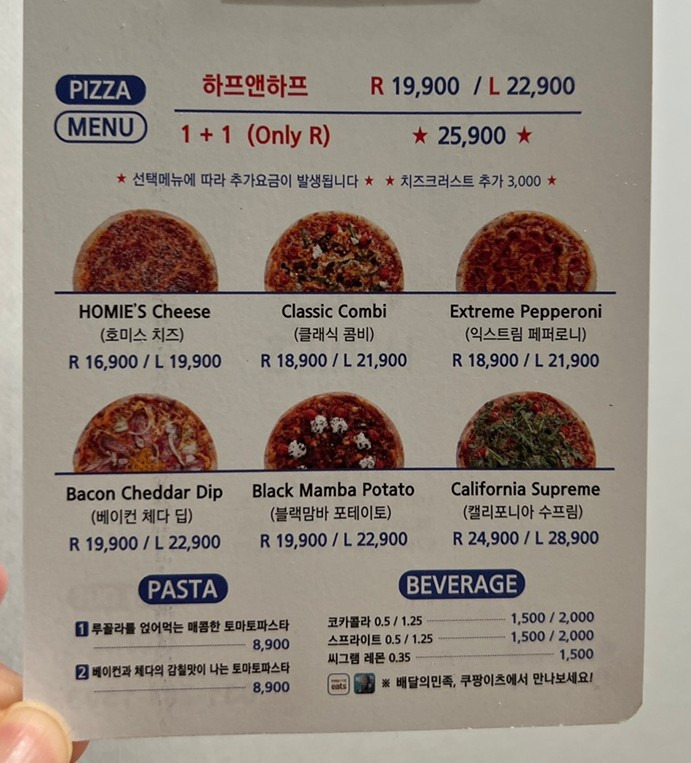 PIZZA
MENU
하프앤하프 R 19,900 / L 22,900
1 + 1 (Only R) ★ 25,900 ★
★ 선택메뉴에 따라 추가요금이 발생됩니다 ★ ★ 치즈크러스트 추가 3,000 ★
HOMIE'S Cheese
(호미스 치즈)
R 16,900 / L 19,900
Classic Combi
(클래식 콤비)
R 18,900 / L 21,900
Extreme Pepperoni
(익스트림 페퍼로니)
R 18,900 / L 21,900
Bacon Cheddar Dip
(베이컨 체다 딥)
R 19,900 / L 22,900
Black Mamba Potato
(블랙맘바 포테이토)
R 19,900 / L 22,900
California Supreme
(캘리포니아 수프림)
R 24,900 / L 28,900
PASTA
1 루꼴라를 얹어먹는 매콤한 토마토파스타
8,900
2 베이컨과 체다의 감칠맛이 나는 토마토파스타
8,900
BEVERAGE
코카콜라 0.5 / 1.25 1,500 / 2,000
스프라이트 0.5 / 1.25 1,500 / 2,000
씨그램 레몬 0.35 1,500
eats ※ 배달의민족, 쿠팡이츠에서 만나보세요!